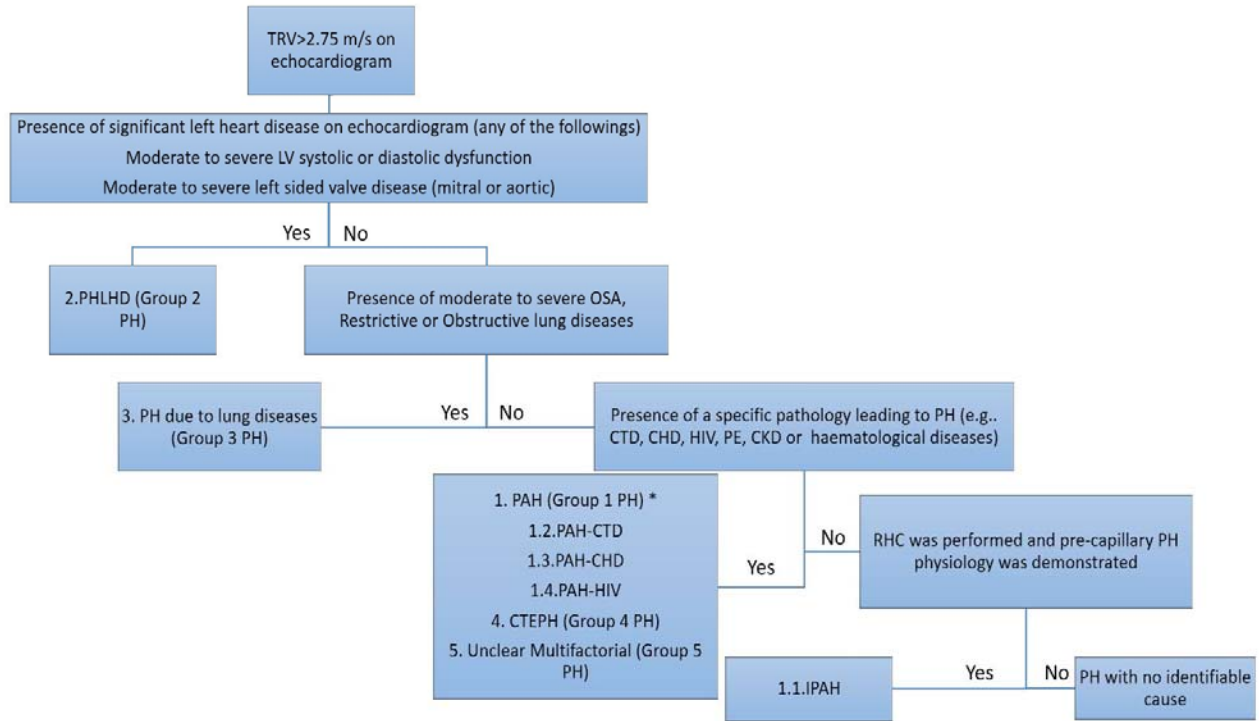 TRV>2.75 m/s on
echocardiogram
Presence of significant left heart disease on echocardiogram (any of the followings)
Moderate to severe LV systolic or diastolic dysfunction
Moderate to severe left sided valve disease (mitral or aortic)
Yes
No
2.PHLHD (Group 2
PH)
Presence of moderate to severe OSA,
Restrictive or Obstructive lung diseases
Yes
No
3. PH due to lung diseases
(Group 3 PH)
Presence of a specific pathology leading to PH (e.g..
CTD, CHD, HIV, PE, CKD or haematological diseases)
1. PAH (Group 1 PH) *
1.2.PAH-CTD
1.3.PAH-CHD
1.4.PAH-HIV
4. CTEPH (Group 4 PH)
5. Unclear Multifactorial (Group 5
PH)
Yes
No
RHC was performed and pre-capillary PH
physiology was demonstrated
Yes
No
1.1.IPAH
PH with no identifiable
cause